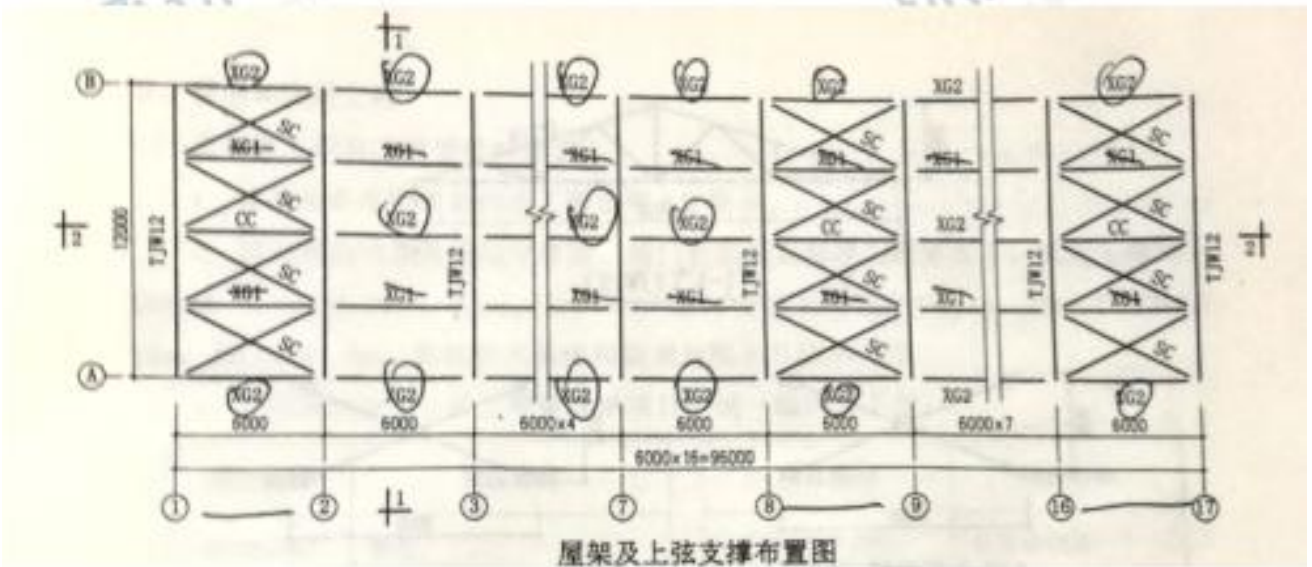 1
B XG2 XG2 XG2 XG2 XG2 XG2 XG2
SC SC SC
XG1 XG1 XG1 XG1 XG1 XG1 XG1
SC SC SC
2 12000 TJW12 CC XG2 XG2 XG2 CC XG2 CC 2
TJW12 TJW12 TJW12 TJW12
SC SC SC
XG1 XG1 XG1 XG1 XG1 XG1 XG1
SC SC SC
A XG2 XG2 XG2 XG2 XG2 XG2 XG2
6000 6000 6000×4 6000 6000 6000×7 6000
6000×16=96000
1 2 1 3 7 8 9 16 17
屋架及上弦支撑布置图